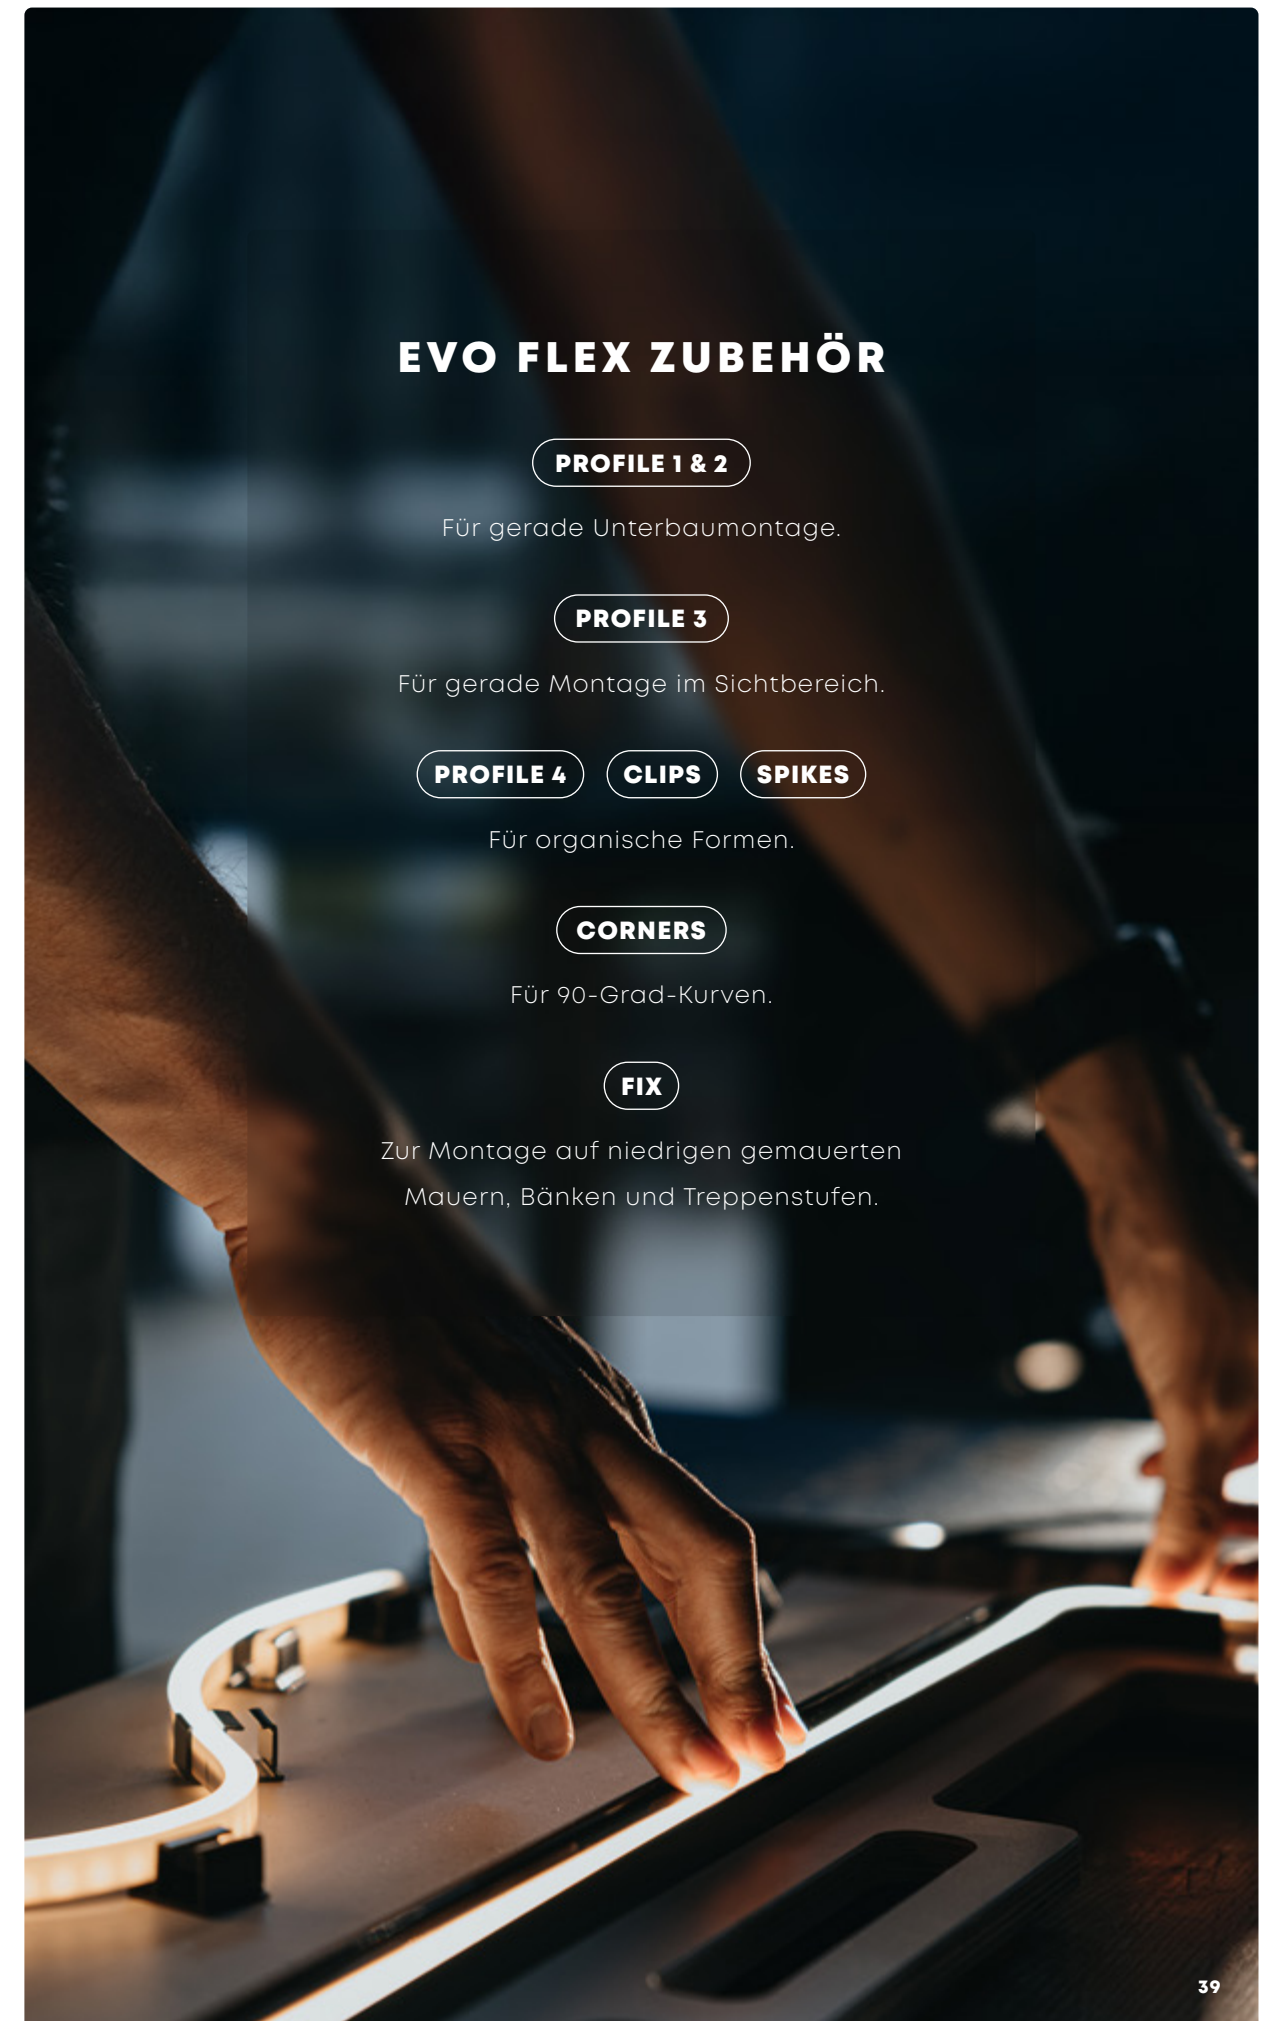 EVO FLEX ZUBEHÖR
PROFILE 1 & 2
Für gerade Unterbaumontage.
PROFILE 3
Für gerade Montage im Sichtbereich.
PROFILE 4 CLIPS SPIKES
Für organische Formen.
CORNERS
Für 90-Grad-Kurven.
FIX
Zur Montage auf niedrigen gemauerten
Mauern, Bänken und Treppenstufen.
39